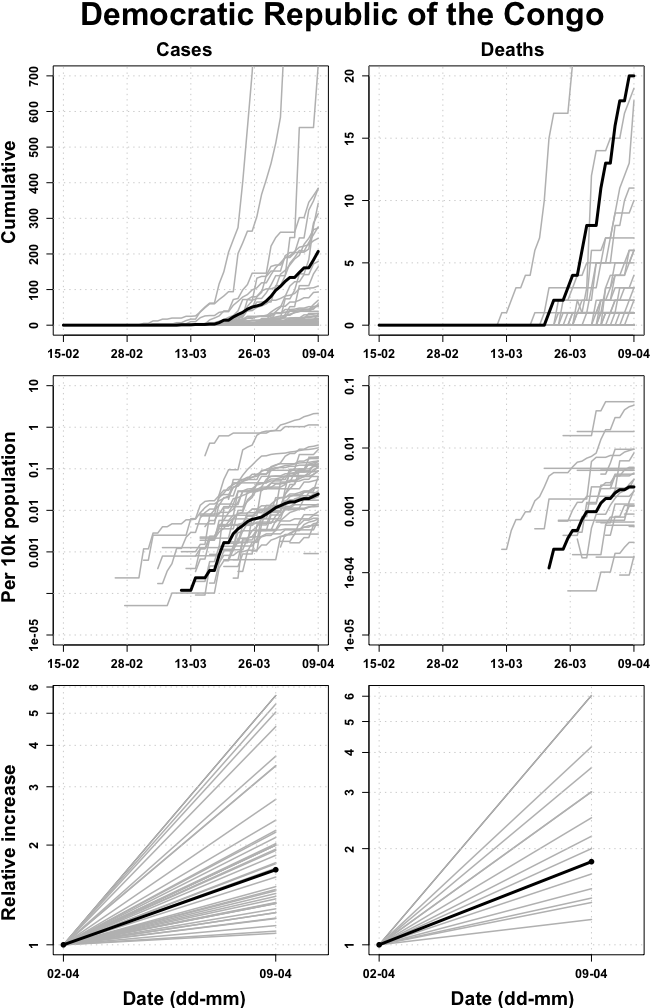 Democratic Republic of the Congo
Cases Deaths
Cumulative
700
600
500
400
300
200
100
0
15-02 28-02 13-03 26-03 09-04
20
15
10
5
0
15-02 28-02 13-03 26-03 09-04
Per 10k population
10
1
0.1
0.01
0.001
1e-05
15-02 28-02 13-03 26-03 09-04
0.1
0.01
0.001
1e-04
1e-05
15-02 28-02 13-03 26-03 09-04
Relative increase
6
5
4
3
2
1
02-04 09-04
6
5
4
3
2
1
02-04 09-04
Date (dd-mm) Date (dd-mm)